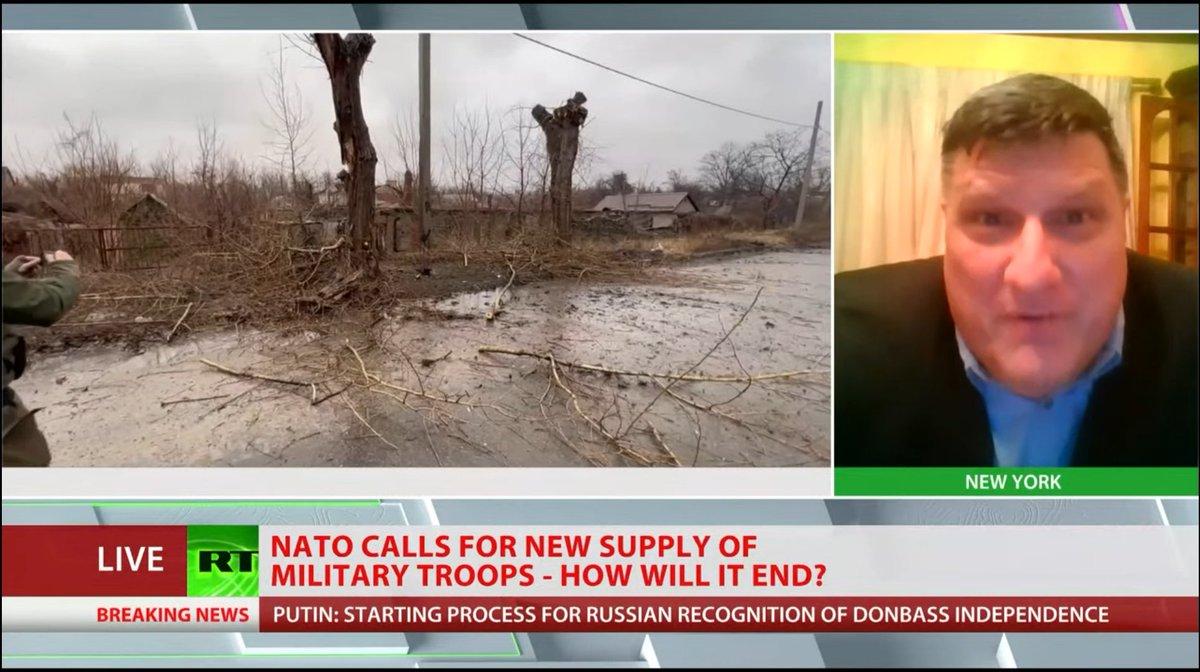 NEW YORK
LIVE
RT
NATO CALLS FOR NEW SUPPLY OF
MILITARY TROOPS - HOW WILL IT END?
BREAKING NEWS
PUTIN: STARTING PROCESS FOR RUSSIAN RECOGNITION OF DONBASS INDEPENDENCE